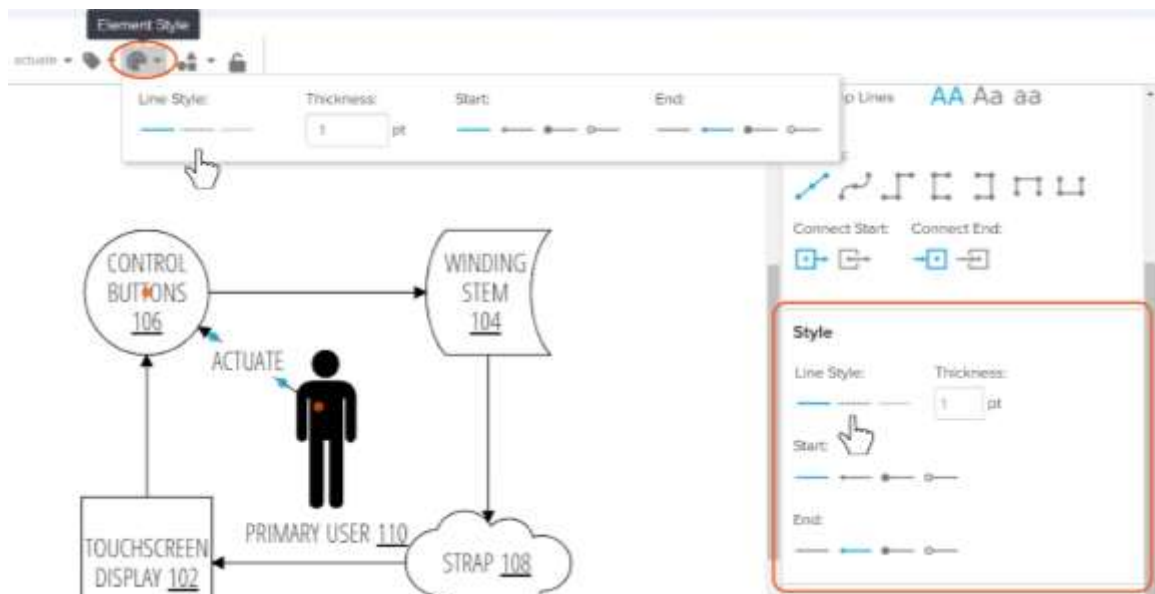 Element Style
actuate
Line Style: Thickness: Start: End:
1 pt
p Lines AA Aa aa
Connect Start: Connect End:
CONTROL
BUTTONS
106
WINDING
STEM
104
ACTUATE
PRIMARY USER 110
TOUCHSCREEN
DISPLAY 102
STRAP 108
Style
Line Style: Thickness:
1 pt
Start:
End: